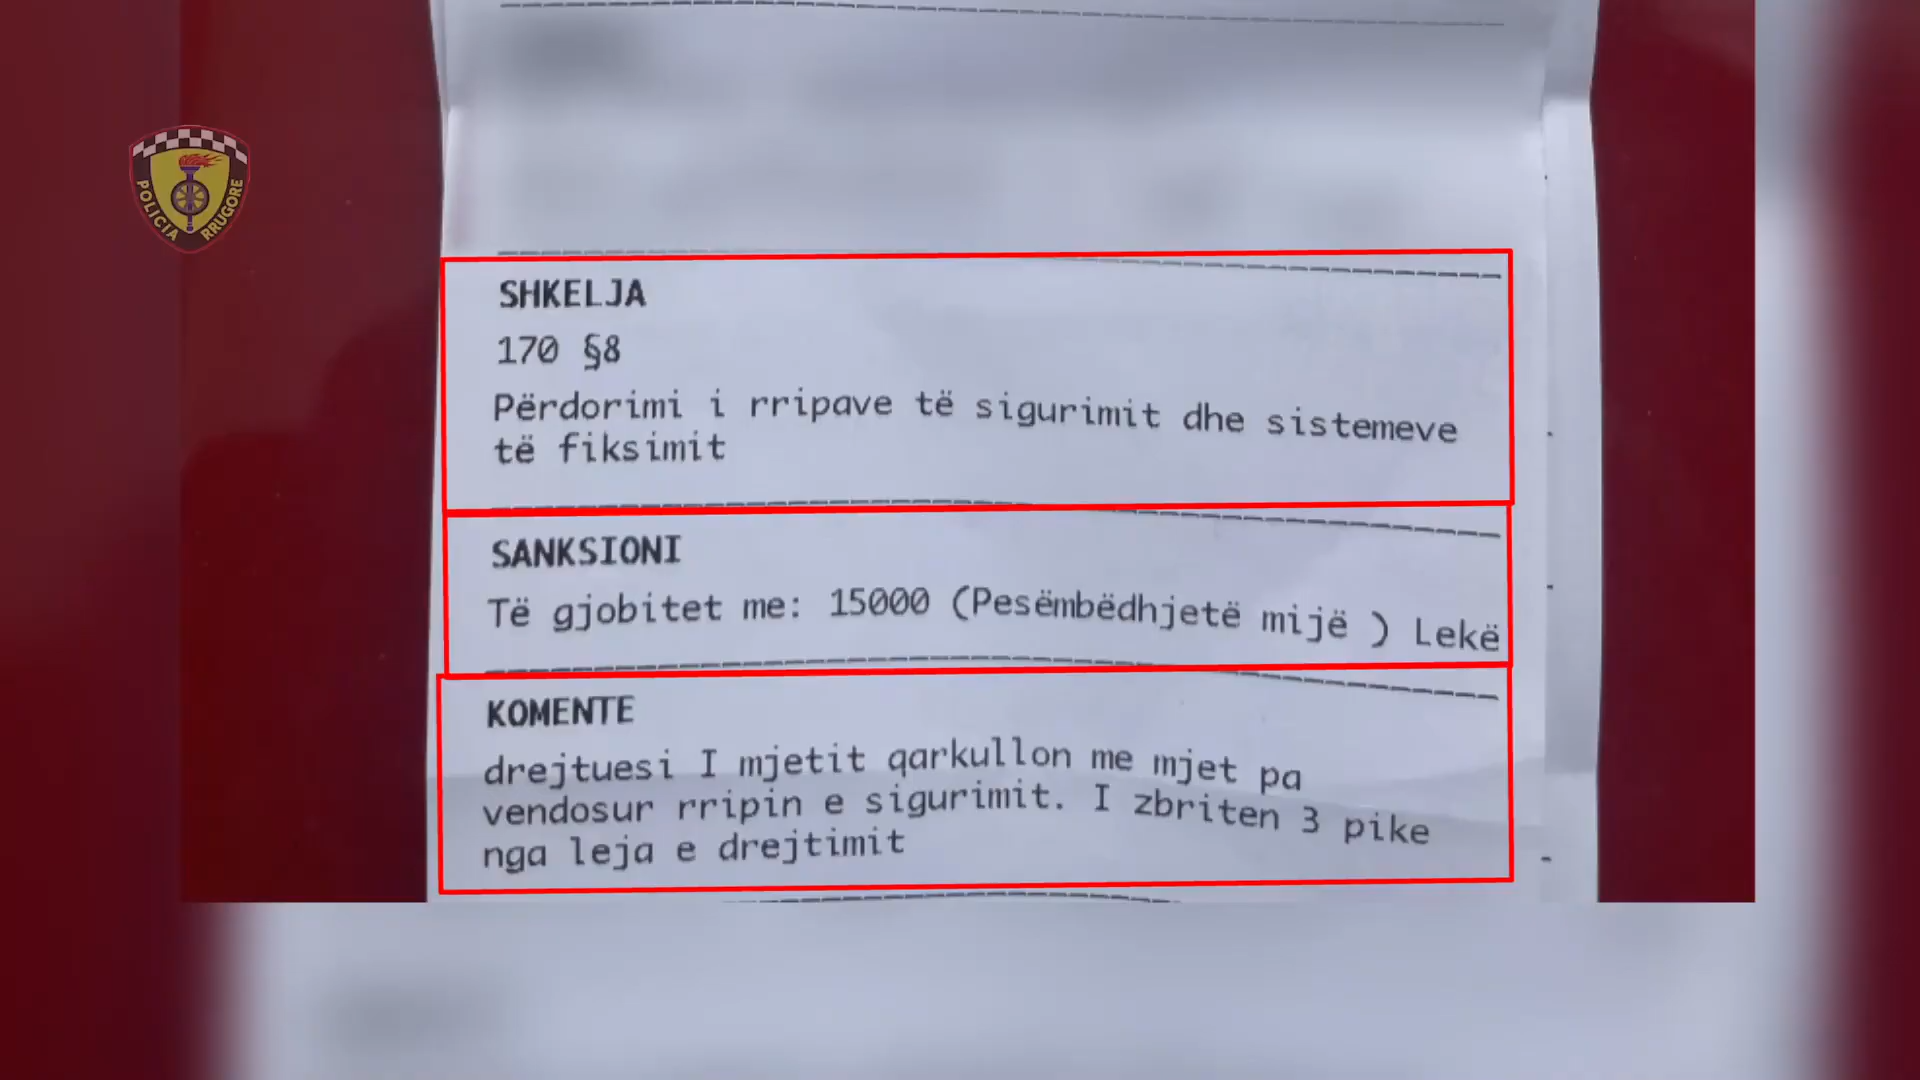 POLICIA RRUGORE
SHKELJA
170 §8
Përdorimi i rripave të sigurimit dhe sistemeve
të fiksimit
SANKSIONI
Të gjobitet me: 15000 (Pesëmbëdhjetë mijë ) Lekë
KOMENTE
drejtuesi I mjetit qarkullon me mjet pa
vendosur rripin e sigurimit. I zbriten 3 pike
nga leja e drejtimit